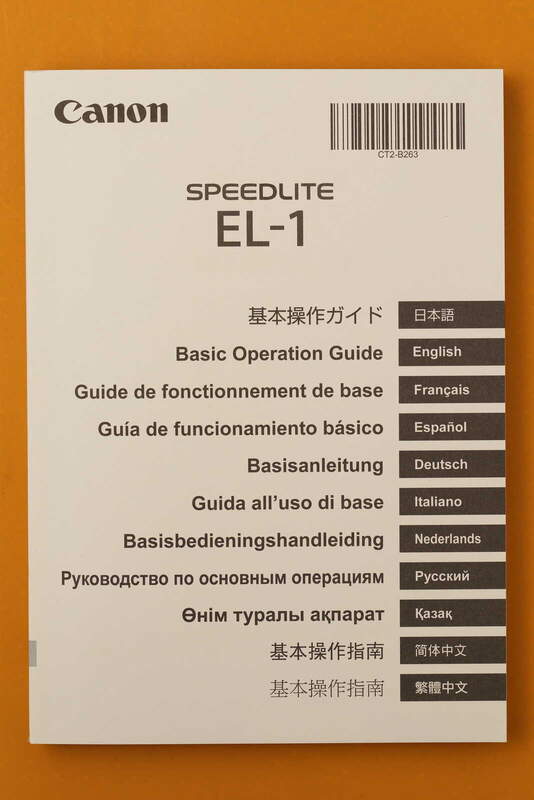 Canon
CT2-B263
SPEEDLITE
EL-1
基本操作ガイド 日本語
Basic Operation Guide English
Guide de fonctionnement de base Français
Guía de funcionamiento básico Español
Basisanleitung Deutsch
Guida all'uso di base Italiano
Basisbedieningshandleiding Nederlands
Руководство по основным операциям Русский
Өнім туралы ақпарат Қазақ
基本操作指南 简体中文
基本操作指南 繁體中文